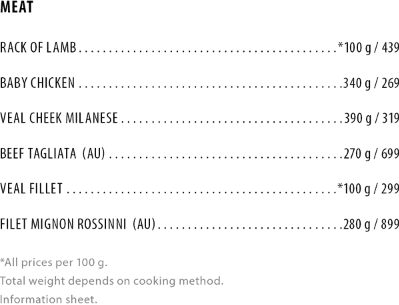 MEAT
RACK OF LAMB........................................*100 g / 439
BABY CHICKEN........................................340 g / 269
VEAL CHEEK MILANESE.................................390 g / 319
BEEF TAGLIATA (AU)..................................270 g / 699
VEAL FILLET.........................................*100 g / 299
FILET MIGNON ROSSINNI (AU)..........................280 g / 899
*All prices per 100 g.
Total weight depends on cooking method.
Information sheet.